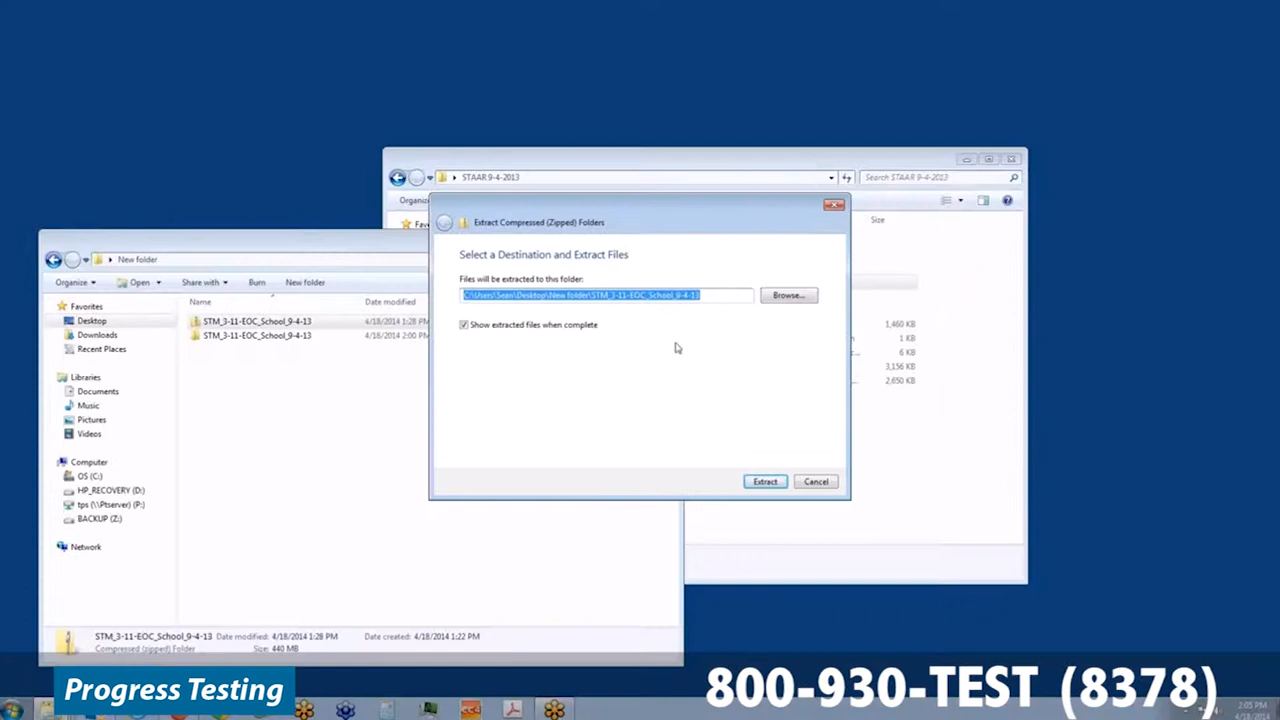 STAAR 9-4-2013
Search STAAR 9-4-2013
Size
1,460 KB
1 KB
6 KB
3,156 KB
2,650 KB
Extract Compressed (Zipped) Folders
Select a Destination and Extract Files
Files will be extracted to this folder:
C:\Users\Sean\Desktop\New folder\STM_3-11-EOC_School_9-4-13
Browse...
Show extracted files when complete
Extract Cancel
New folder
Organize Open Share with Burn New folder
Name Date modified
Favorites
Desktop
Downloads
Recent Places
Libraries
Documents
Music
Pictures
Videos
Computer
OS (C:)
HP_RECOVERY (D:)
tps (\\Ptserver) (P:)
BACKUP (Z:)
Network
STM_3-11-EOC_School_9-4-13 4/18/2014 1:28 PM
STM_3-11-EOC_School_9-4-13 4/18/2014 2:00 PM
STM_3-11-EOC_School_9-4-13 Date modified: 4/18/2014 1:28 PM Date created: 4/18/2014 1:22 PM
Compressed (zipped) Folder Size: 440 MB
Progress Testing
800-930-TEST (8378)
2:05 PM
4/18/2014